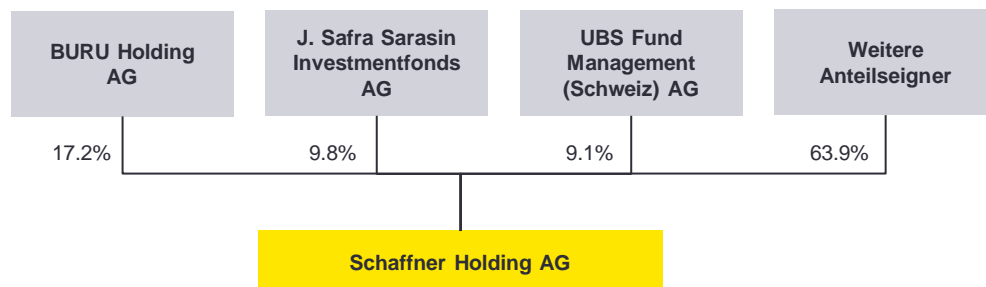 BURU Holding
AG
J. Safra Sarasin
Investmentfonds
AG
UBS Fund
Management
(Schweiz) AG
Weitere
Anteilseigner
17.2%
9.8%
9.1%
63.9%
Schaffner Holding AG